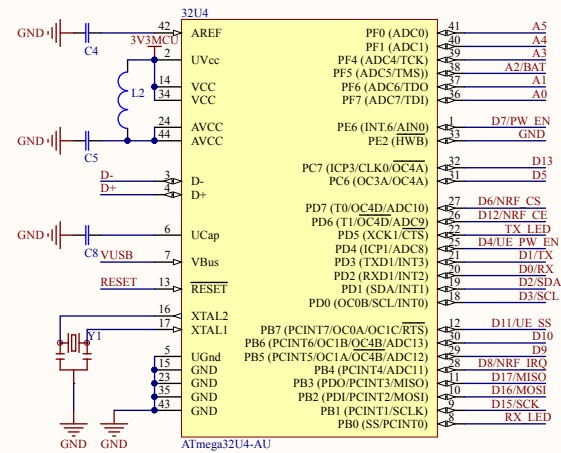 32U4
GND C4 42 AREF PF0 (ADC0) 41 A5
3V3MCU PF1 (ADC1) 40 A4
2 UVcc PF4 (ADC4/TCK) 39 A3
PF5 (ADC5/TMS)) 38 A2/BAT
L2 14 VCC PF6 (ADC6/TDO 37 A1
34 VCC PF7 (ADC7/TDI) 36 A0
24 AVCC PE6 (INT.6/AIN0) 1 D7/PW_EN
GND C5 44 AVCC PE2 (HWB) 33 GND
PC7 (ICP3/CLK0/OC4A) 32 D13
D- 3 D- PC6 (OC3A/OC4A) 31 D5
D+ 4 D+
PD7 (T0/OC4D/ADC10) 27 D6/NRF_CS
PD6 (T1/OC4D/ADC9) 26 D12/NRF_CE
GND C8 6 UCap PD5 (XCK1/CTS) 22 TX_LED
PD4 (ICP1/ADC8) 25 D4/UE_PW_EN
VUSB 7 VBus PD3 (TXD1/INT3) 21 D1/TX
PD2 (RXD1/INT2) 20 D0/RX
RESET 13 RESET PD1 (SDA/INT1) 19 D2/SDA
PD0 (OC0B/SCL/INT0) 18 D3/SCL
16 XTAL2
Y1 17 XTAL1 PB7 (PCINT7/OC0A/OC1C/RTS) 12 D11/UE_SS
PB6 (PCINT6/OC1B/OC4B/ADC13) 30 D10
5 UGnd PB5 (PCINT5/OC1A/OC4B/ADC12) 29 D9
15 GND PB4 (PCINT4/ADC11) 28 D8/NRF_IRQ
23 GND PB3 (PDO/PCINT3/MISO) 11 D17/MISO
35 GND PB2 (PDI/PCINT2/MOSI) 10 D16/MOSI
43 GND PB1 (PCINT1/SCLK) 9 D15/SCK
PB0 (SS/PCINT0) 8 RX_LED
GND GND
ATmega32U4-AU